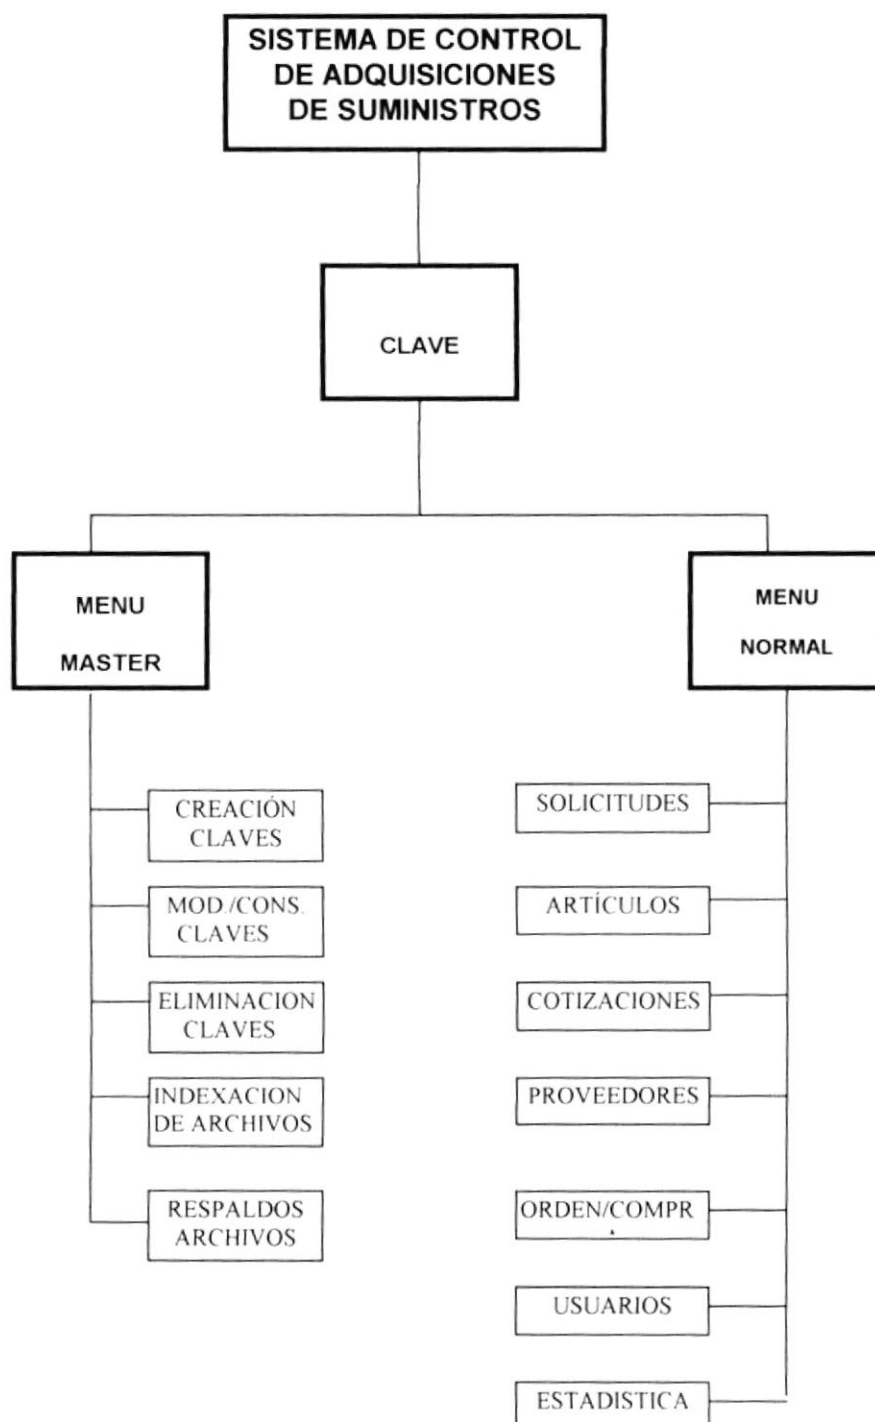 SISTEMA DE CONTROL
DE ADQUISICIONES
DE SUMINISTROS
CLAVE
MENU
MASTER
MENU
NORMAL
CREACIÓN
CLAVES
MOD./CONS.
CLAVES
ELIMINACION
CLAVES
INDEXACION
DE ARCHIVOS
RESPALDOS
ARCHIVOS
SOLICITUDES
ARTÍCULOS
COTIZACIONES
PROVEEDORES
ORDEN/COMPR
.
USUARIOS
ESTADISTICA